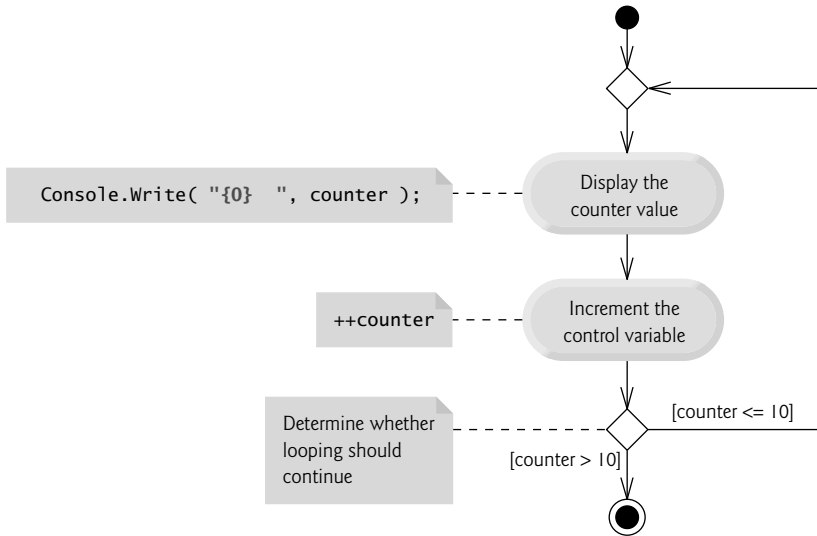 Display the
counter value
Console.Write( "{0}  ", counter );
Increment the
control variable
++counter
Determine whether
looping should
continue
[counter <= 10]
[counter > 10]